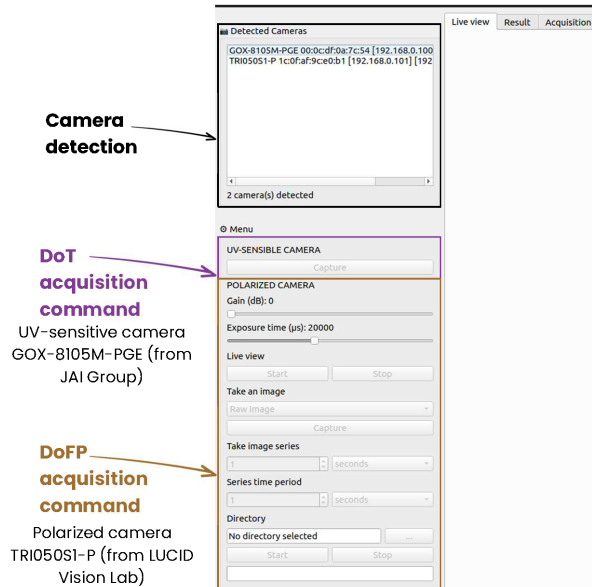 Live view
Result
Acquisition
Detected Cameras
GOX-8105M-PGE 00:0c:df:0a:7c:54 [192.168.0.100
TRI050S1-P 1c:0f:af:9c:e0:b1 [192.168.0.101] [192
Camera
detection
2 camera(s) detected
Menu
UV-SENSIBLE CAMERA
Capture
DoT
acquisition
command
UV-sensitive camera
GOX-8105M-PGE (from
JAI Group)
POLARIZED CAMERA
Gain (dB): 0
Exposure time (µs): 20000
Live view
Start
Stop
Take an image
Raw Image
Capture
Take image series
1
seconds
Series time period
1
seconds
Directory
No directory selected
...
Start
Stop
DoFP
acquisition
command
Polarized camera
TRI050S1-P (from LUCID
Vision Lab)